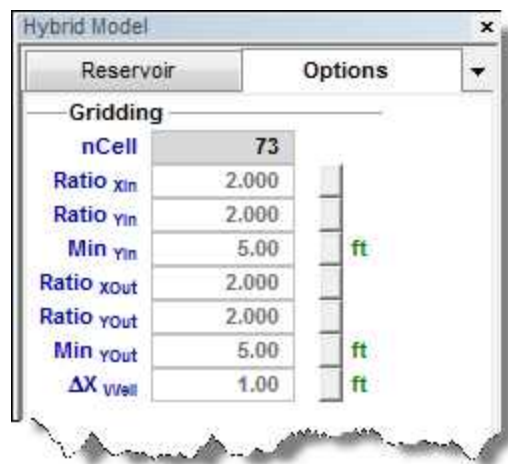 Hybrid Model x
Reservoir Options
Gridding
nCell 73
Ratio XIn 2.000
Ratio YIn 2.000
Min YIn 5.00 ft
Ratio XOut 2.000
Ratio YOut 2.000
Min YOut 5.00 ft
ΔX Well 1.00 ft